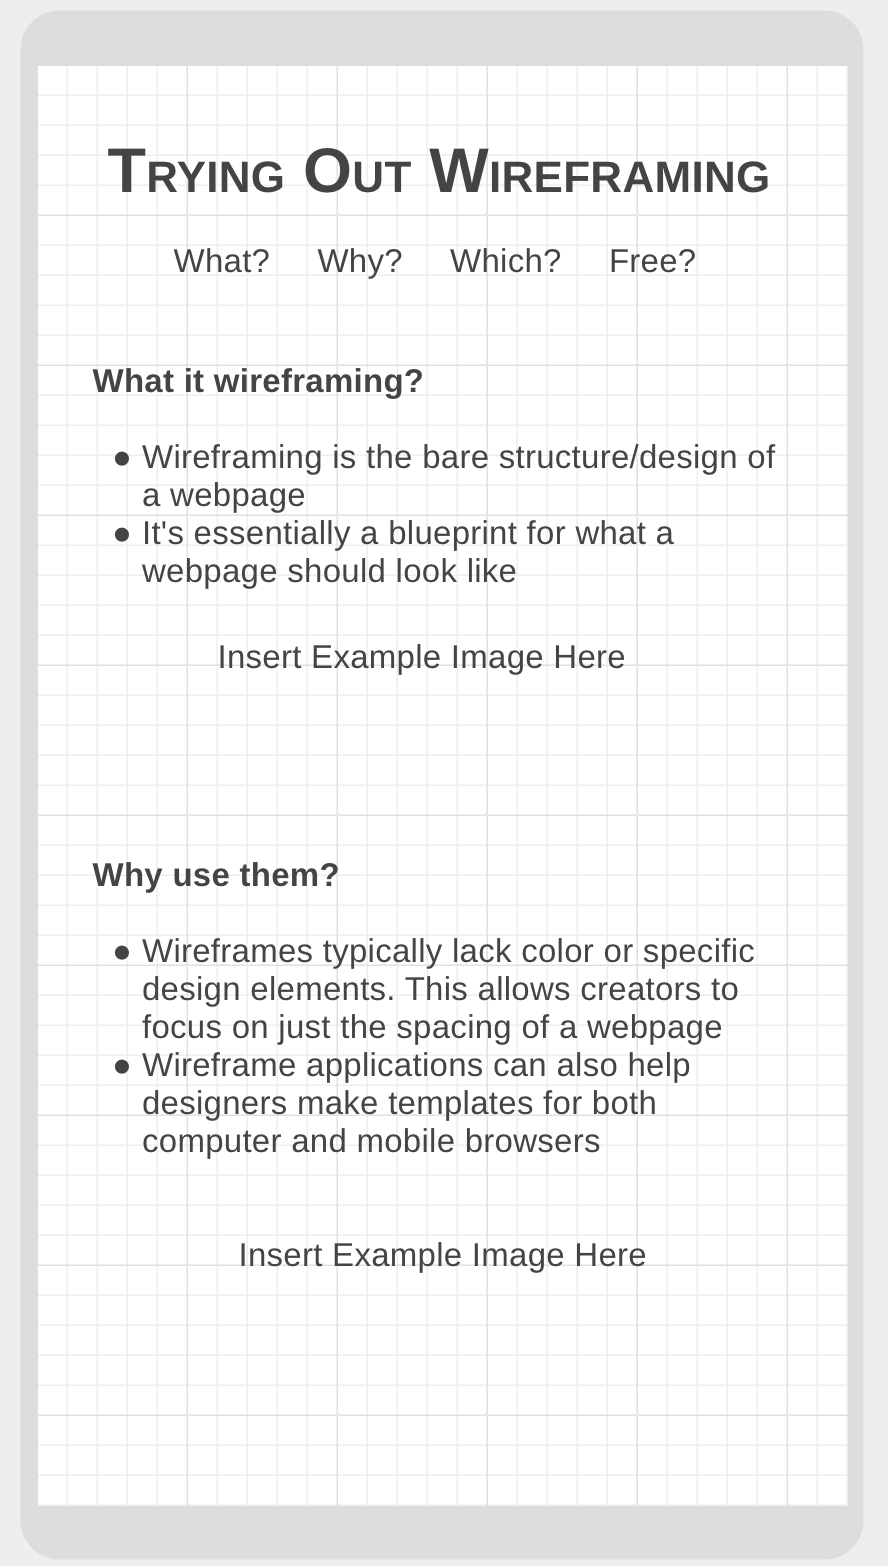 Trying Out Wireframing
What? Why? Which? Free?
What it wireframing?
● Wireframing is the bare structure/design of
a webpage
● It's essentially a blueprint for what a
webpage should look like
Insert Example Image Here
Why use them?
● Wireframes typically lack color or specific
design elements. This allows creators to
focus on just the spacing of a webpage
● Wireframe applications can also help
designers make templates for both
computer and mobile browsers
Insert Example Image Here